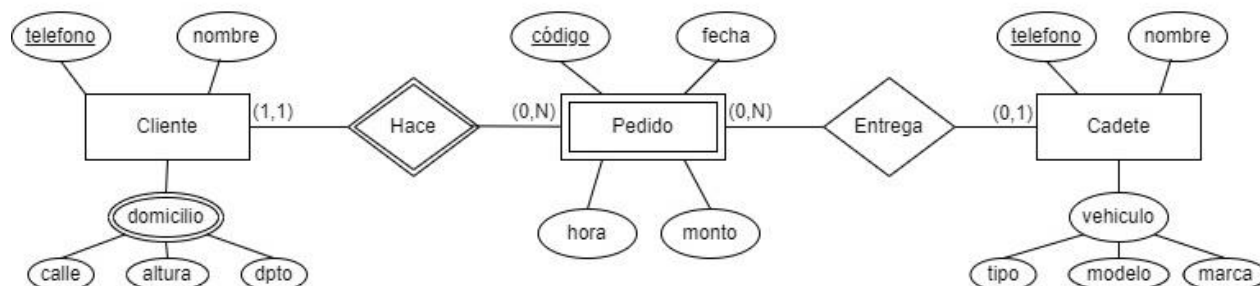 telefono
nombre
código
fecha
telefono
nombre
Cliente
(1,1)
Hace
(0,N)
Pedido
(0,N)
Entrega
(0,1)
Cadete
domicilio
hora
monto
vehiculo
calle
altura
dpto
tipo
modelo
marca